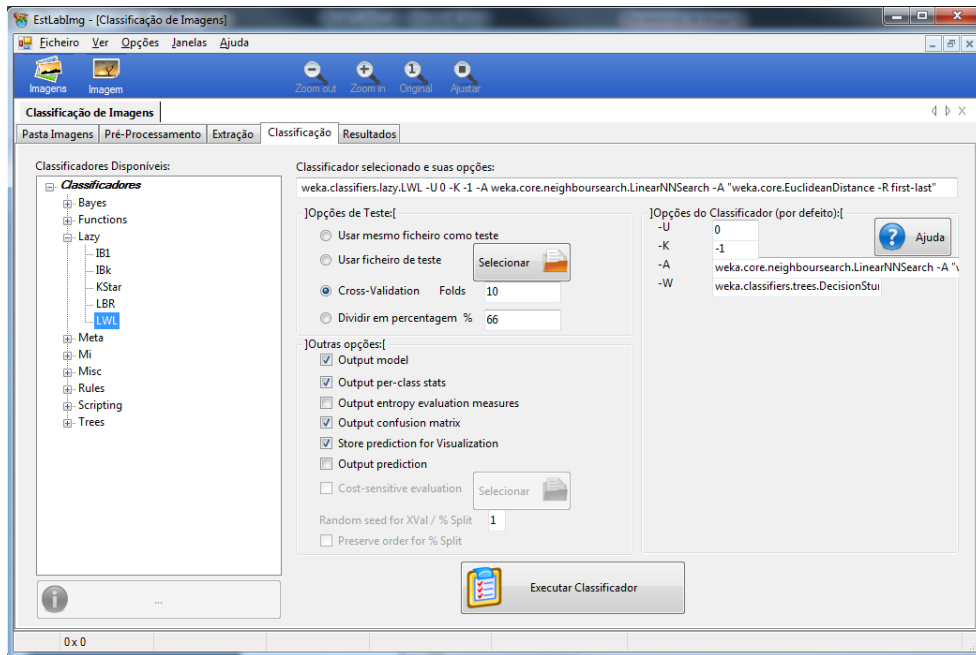 EstLabImg - [Classificação de Imagens]
Ficheiro Ver Opções Janelas Ajuda
Imagens Imagem Zoom out Zoom in Original Ajustar
Classificação de Imagens
Pasta Imagens Pré-Processamento Extração Classificação Resultados
Classificadores Disponíveis:
Classificadores
Bayes
Functions
Lazy
IB1
IBk
KStar
LBR
LWL
Meta
Mi
Misc
Rules
Scripting
Trees
...
Classificador selecionado e suas opções:
weka.classifiers.lazy.LWL -U 0 -K -1 -A weka.core.neighboursearch.LinearNNSearch -A "weka.core.EuclideanDistance -R first-last"
]Opções de Teste:[
Usar mesmo ficheiro como teste
Usar ficheiro de teste Selecionar
Cross-Validation Folds 10
Dividir em percentagem % 66
]Outras opções:[
Output model
Output per-class stats
Output entropy evaluation measures
Output confusion matrix
Store prediction for Visualization
Output prediction
Cost-sensitive evaluation Selecionar
Random seed for XVal / % Split 1
Preserve order for % Split
]Opções do Classificador (por defeito):[
-U 0
-K -1
Ajuda
-A weka.core.neighboursearch.LinearNNSearch -A "
-W weka.classifiers.trees.DecisionStu
Executar Classificador
0 x 0